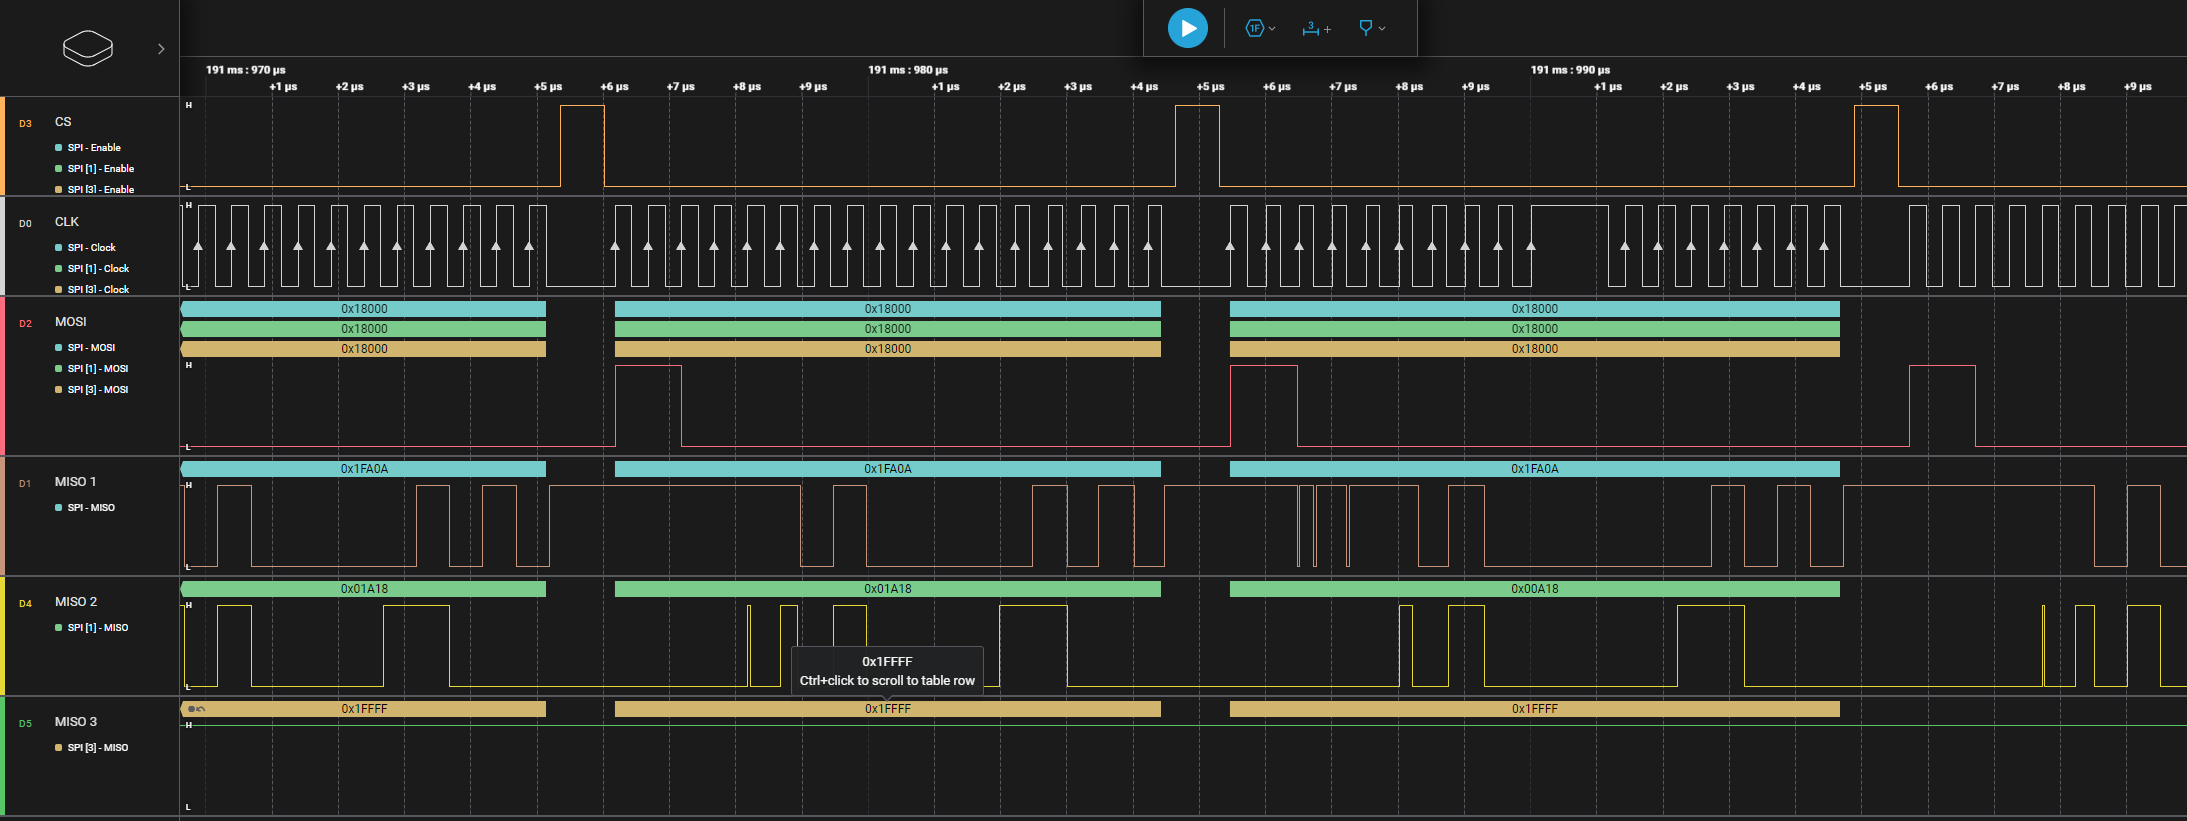 1F
3
+
191 ms : 970 µs
191 ms : 980 µs
191 ms : 990 µs
+1 µs +2 µs +3 µs +4 µs +5 µs +6 µs +7 µs +8 µs +9 µs +1 µs +2 µs +3 µs +4 µs +5 µs +6 µs +7 µs +8 µs +9 µs +1 µs +2 µs +3 µs +4 µs +5 µs +6 µs +7 µs +8 µs +9 µs
H
D3 CS
SPI - Enable
SPI [1] - Enable
SPI [3] - Enable
L
H
D0 CLK
SPI - Clock
SPI [1] - Clock
SPI [3] - Clock
L
0x18000 0x18000 0x18000
D2 MOSI
0x18000 0x18000 0x18000
SPI - MOSI
0x18000 0x18000 0x18000
SPI [1] - MOSI
H
SPI [3] - MOSI
L
0x1FA0A 0x1FA0A 0x1FA0A
D1 MISO 1
H
SPI - MISO
L
0x01A18 0x01A18 0x00A18
D4 MISO 2
H
SPI [1] - MISO
0x1FFFF
Ctrl+click to scroll to table row
L
0x1FFFF 0x1FFFF 0x1FFFF
D5 MISO 3
H
SPI [3] - MISO
L